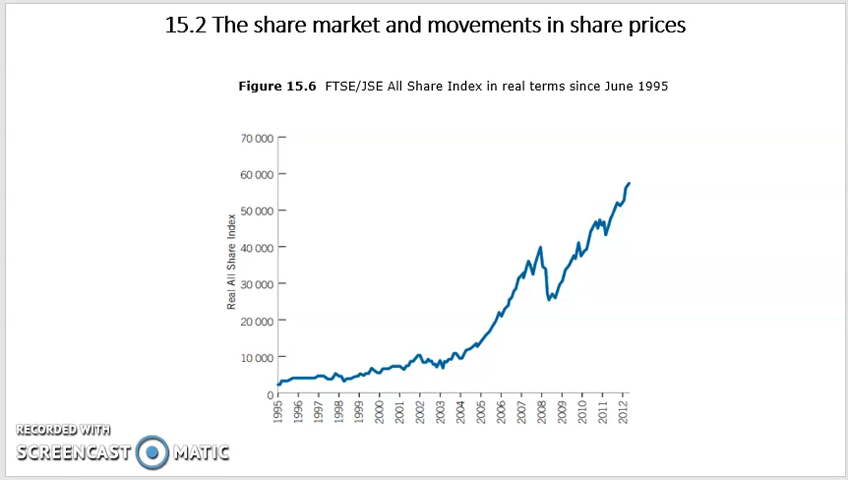 15.2 The share market and movements in share prices
Figure 15.6 FTSE/JSE All Share Index in real terms since June 1995
70 000
60 000
50 000
40 000
30 000
20 000
10 000
0
Real All Share Index
1995 1996 1997 1998 1999 2000 2001 2002 2003 2004 2005 2006 2007 2008 2009 2010 2011 2012
RECORDED WITH
SCREENCAST MATIC